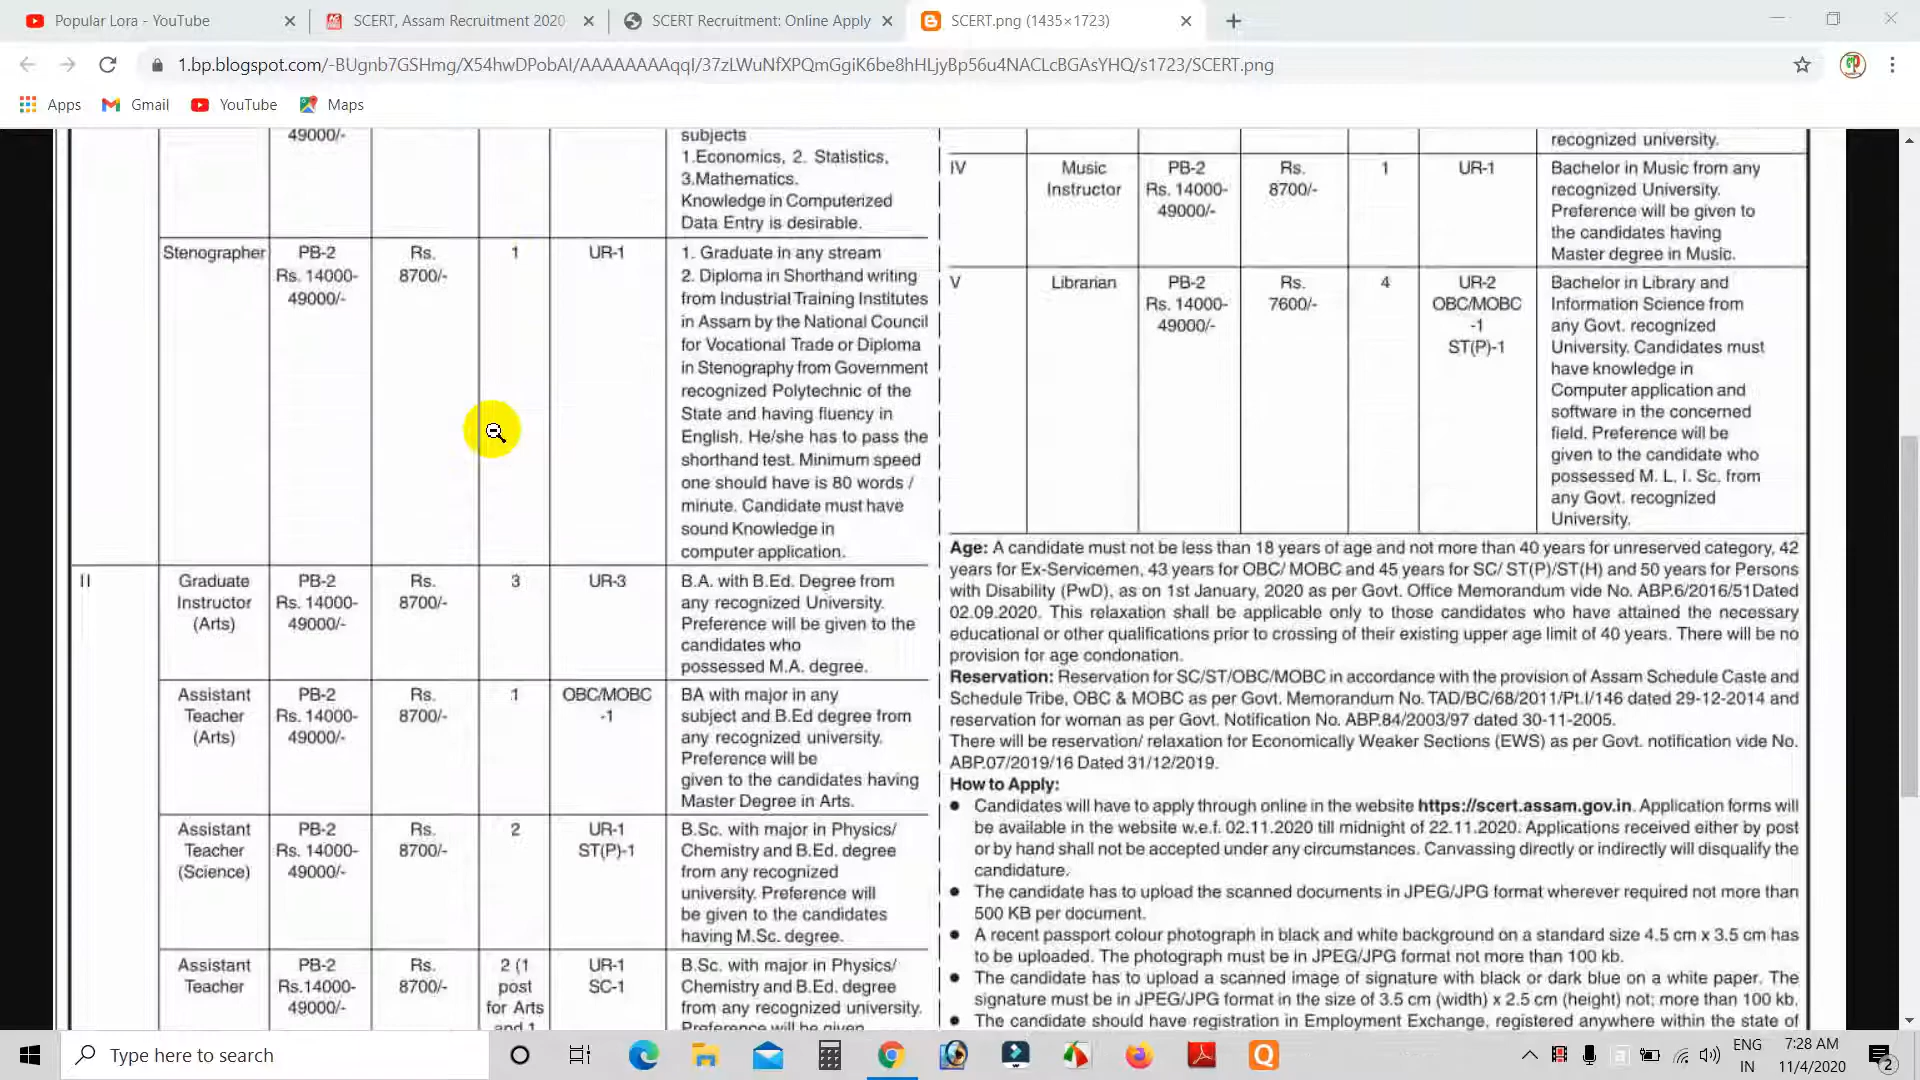 Popular Lora - YouTube
SCERT, Assam Recruitment 2020
SCERT Recruitment: Online Apply
SCERT.png (1435×1723)
1.bp.blogspot.com/-BUgnb7GSHmg/X54hwDPobAI/AAAAAAAAqqI/37zLWuNfXPQmGgiK6be8hHLjyBp56u4NACLcBGAsYHQ/s1723/SCERT.png
Apps
Gmail
YouTube
Maps
49000/-
subjects
1.Economics, 2. Statistics,
3.Mathematics.
Knowledge in Computerized
Data Entry is desirable.
Stenographer
PB-2
Rs. 14000-
49000/-
Rs.
8700/-
1
UR-1
1. Graduate in any stream
2. Diploma in Shorthand writing
from Industrial Training Institutes
in Assam by the National Council
for Vocational Trade or Diploma
in Stenography from Government
recognized Polytechnic of the
State and having fluency in
English. He/she has to pass the
shorthand test. Minimum speed
one should have is 80 words /
minute. Candidate must have
sound Knowledge in
computer application.
II
Graduate
Instructor
(Arts)
PB-2
Rs. 14000-
49000/-
Rs.
8700/-
3
UR-3
B.A. with B.Ed. Degree from
any recognized University.
Preference will be given to the
candidates who
possessed M.A. degree.
Assistant
Teacher
(Arts)
PB-2
Rs. 14000-
49000/-
Rs.
8700/-
1
OBC/MOBC
-1
BA with major in any
subject and B.Ed degree from
any recognized university.
Preference will be
given to the candidates having
Master Degree in Arts.
Assistant
Teacher
(Science)
PB-2
Rs. 14000-
49000/-
Rs.
8700/-
2
UR-1
ST(P)-1
B.Sc. with major in Physics/
Chemistry and B.Ed. degree
from any recognized
university. Preference will
be given to the candidates
having M.Sc. degree.
Assistant
Teacher
PB-2
Rs.14000-
49000/-
Rs.
8700/-
2 (1
post
for Arts
and 1
UR-1
SC-1
B.Sc. with major in Physics/
Chemistry and B.Ed. degree
from any recognized university.
Preference will be given
recognized university.
IV
Music
Instructor
PB-2
Rs. 14000-
49000/-
Rs.
8700/-
1
UR-1
Bachelor in Music from any
recognized University.
Preference will be given to
the candidates having
Master degree in Music.
V
Librarian
PB-2
Rs. 14000-
49000/-
Rs.
7600/-
4
UR-2
OBC/MOBC
-1
ST(P)-1
Bachelor in Library and
Information Science from
any Govt. recognized
University. Candidates must
have knowledge in
Computer application and
software in the concerned
field. Preference will be
given to the candidate who
possessed M. L. I. Sc. from
any Govt. recognized
University.
Age: A candidate must not be less than 18 years of age and not more than 40 years for unreserved category, 42
years for Ex-Servicemen, 43 years for OBC/ MOBC and 45 years for SC/ ST(P)/ST(H) and 50 years for Persons
with Disability (PwD), as on 1st January, 2020 as per Govt. Office Memorandum vide No. ABP.6/2016/51Dated
02.09.2020. This relaxation shall be applicable only to those candidates who have attained the necessary
educational or other qualifications prior to crossing of their existing upper age limit of 40 years. There will be no
provision for age condonation.
Reservation: Reservation for SC/ST/OBC/MOBC in accordance with the provision of Assam Schedule Caste and
Schedule Tribe, OBC & MOBC as per Govt. Memorandum No. TAD/BC/68/2011/Pt.I/146 dated 29-12-2014 and
reservation for woman as per Govt. Notification No. ABP.84/2003/97 dated 30-11-2005.
There will be reservation/ relaxation for Economically Weaker Sections (EWS) as per Govt. notification vide No.
ABP.07/2019/16 Dated 31/12/2019.
How to Apply:
● Candidates will have to apply through online in the website https://scert.assam.gov.in. Application forms will
be available in the website w.e.f. 02.11.2020 till midnight of 22.11.2020. Applications received either by post
or by hand shall not be accepted under any circumstances. Canvassing directly or indirectly will disqualify the
candidature.
● The candidate has to upload the scanned documents in JPEG/JPG format wherever required not more than
500 KB per document.
● A recent passport colour photograph in black and white background on a standard size 4.5 cm x 3.5 cm has
to be uploaded. The photograph must be in JPEG/JPG format not more than 100 kb.
● The candidate has to upload a scanned image of signature with black or dark blue on a white paper. The
signature must be in JPEG/JPG format in the size of 3.5 cm (width) x 2.5 cm (height) not; more than 100 kb.
● The candidate should have registration in Employment Exchange, registered anywhere within the state of
Type here to search
ENG
IN
7:28 AM
11/4/2020
2